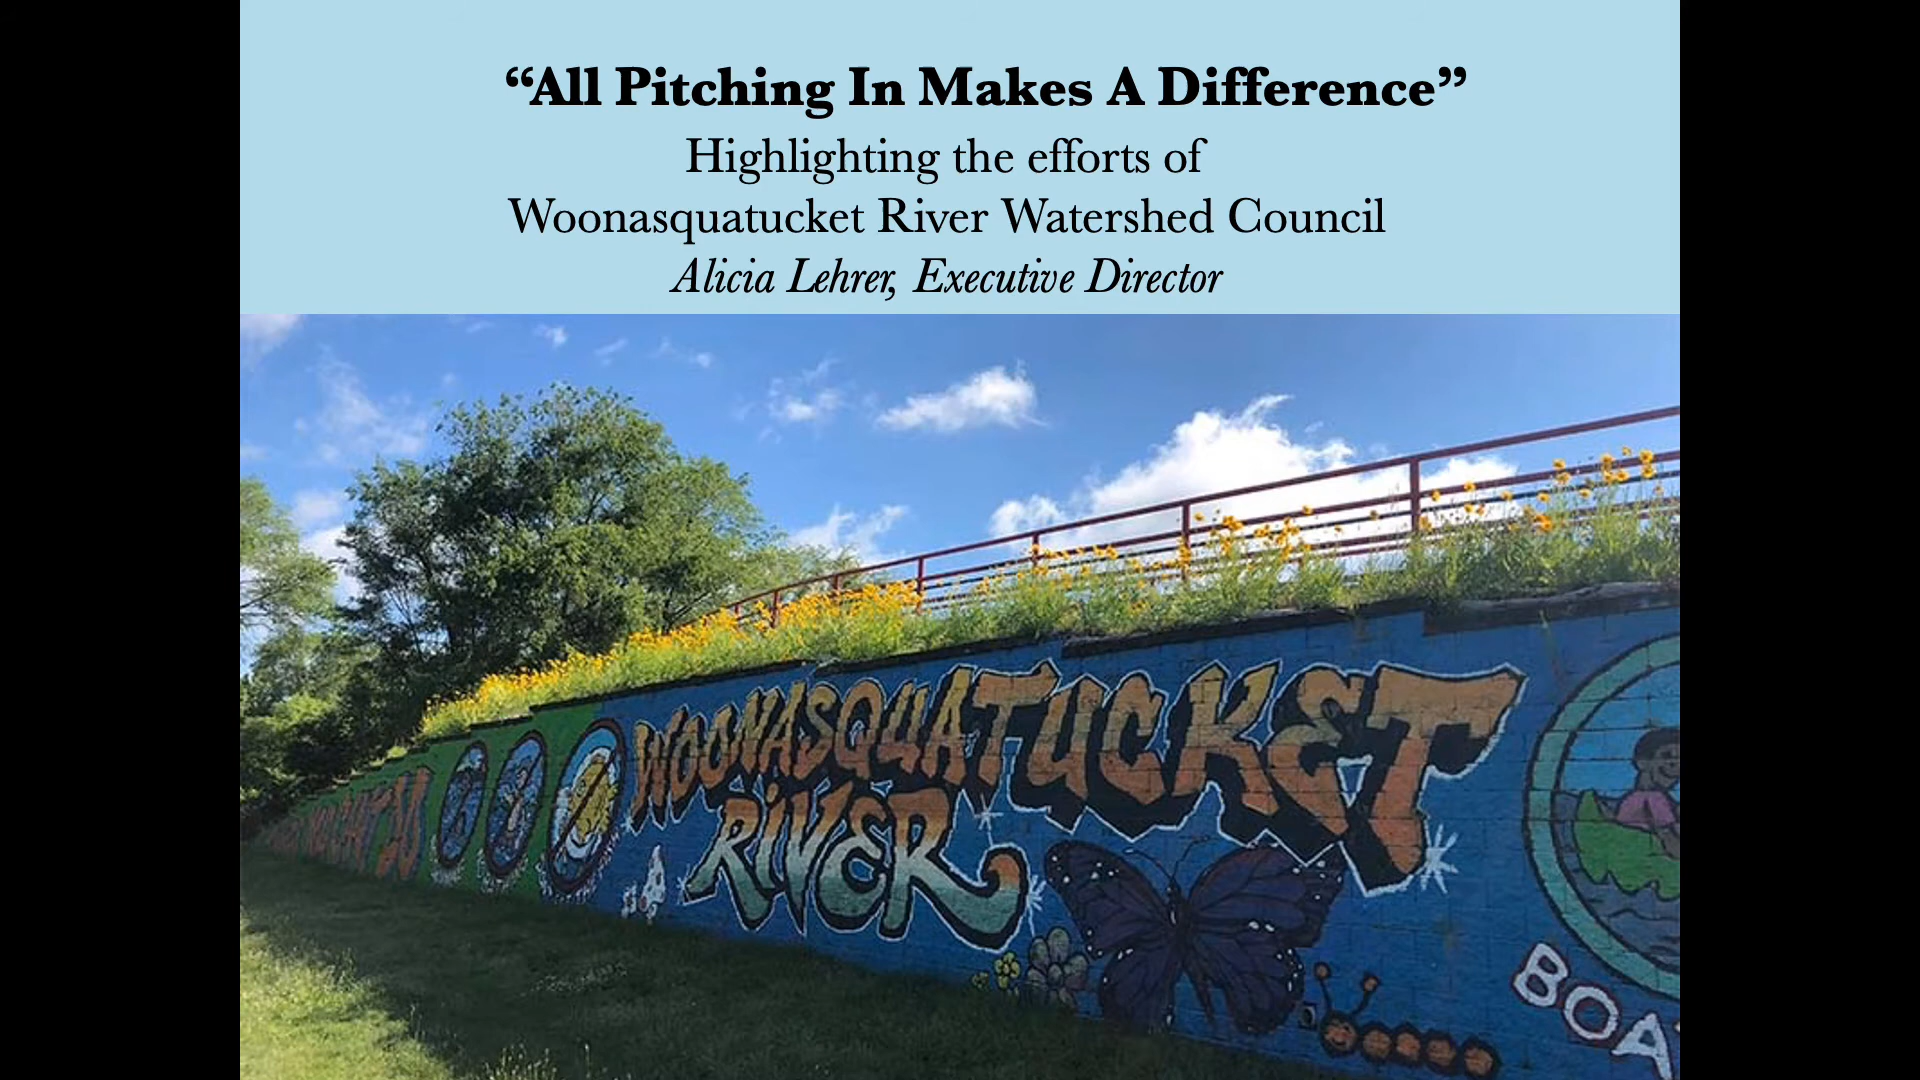 “All Pitching In Makes A Difference”
Highlighting the efforts of
Woonasquatucket River Watershed Council
Alicia Lehrer, Executive Director
WOONASQUATUCKET
RIVER